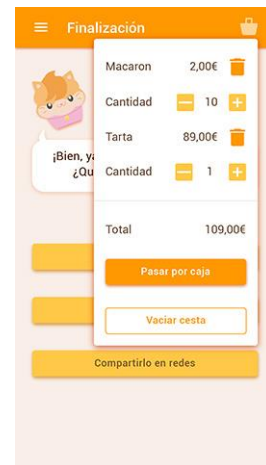 Finalización
Macaron 2,00€
Cantidad 10
Tarta 89,00€
¡Bien, ya
¿Qu
Cantidad 1
Total 109,00€
Pasar por caja
Vaciar cesta
Compartirlo en redes